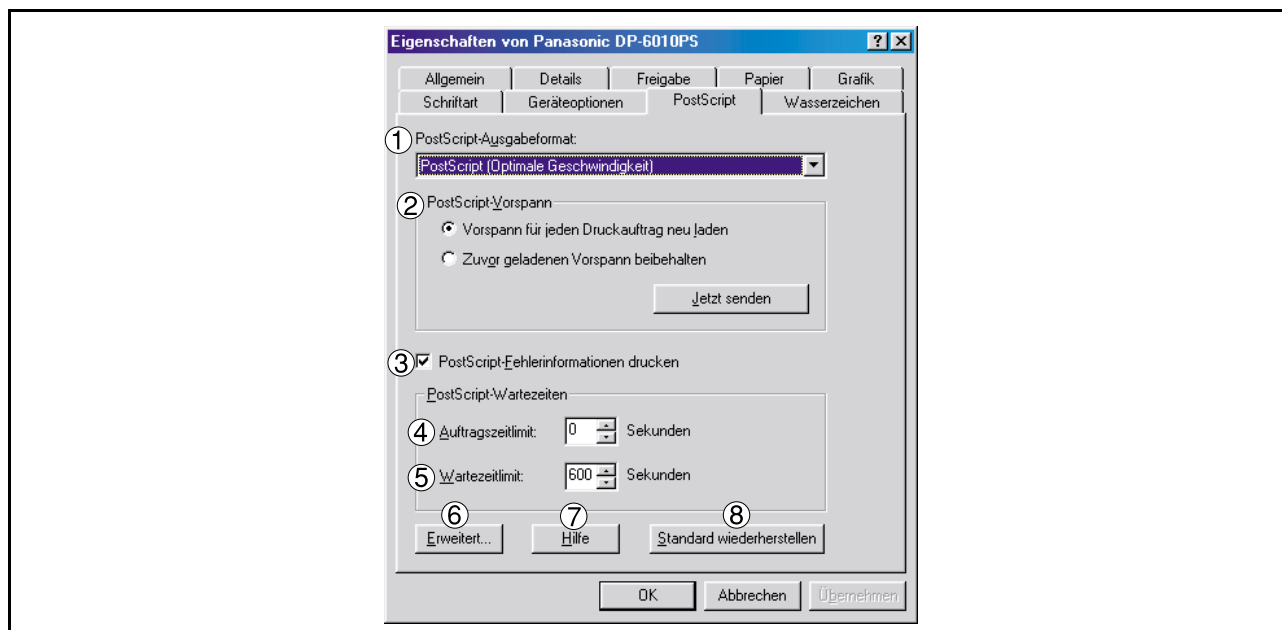 Eigenschaften von Panasonic DP-6010PS
Allgemein Details Freigabe Papier Grafik
Schriftart Geräteoptionen PostScript Wasserzeichen
① PostScript-Ausgabeformat:
PostScript (Optimale Geschwindigkeit)
② PostScript-Vorspann
Vorspann für jeden Druckauftrag neu laden
Zuvor geladenen Vorspann beibehalten
Jetzt senden
③ PostScript-Fehlerinformationen drucken
PostScript-Wartezeiten
④ Auftragszeitlimit: 0 Sekunden
⑤ Wartezeitlimit: 600 Sekunden
⑥ ⑦ ⑧
Erweitert... Hilfe Standard wiederherstellen
OK Abbrechen Übernehmen